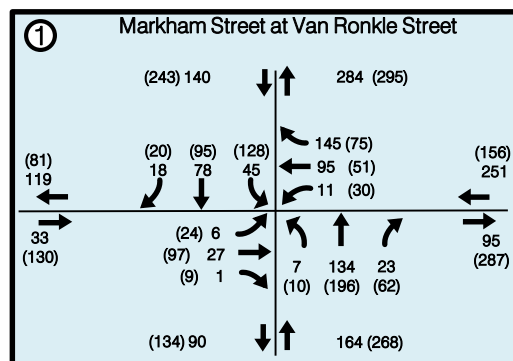 1 Markham Street at Van Ronkle Street
(243) 140 284 (295)
145 (75)
(20) (95) (128) 95 (51) (156)
(81) 18 78 45 11 (30) 251
119
33 (24) 6 95
(130) (97) 27 7 134 23 (287)
(9) 1 (10) (196) (62)
(134) 90 164 (268)